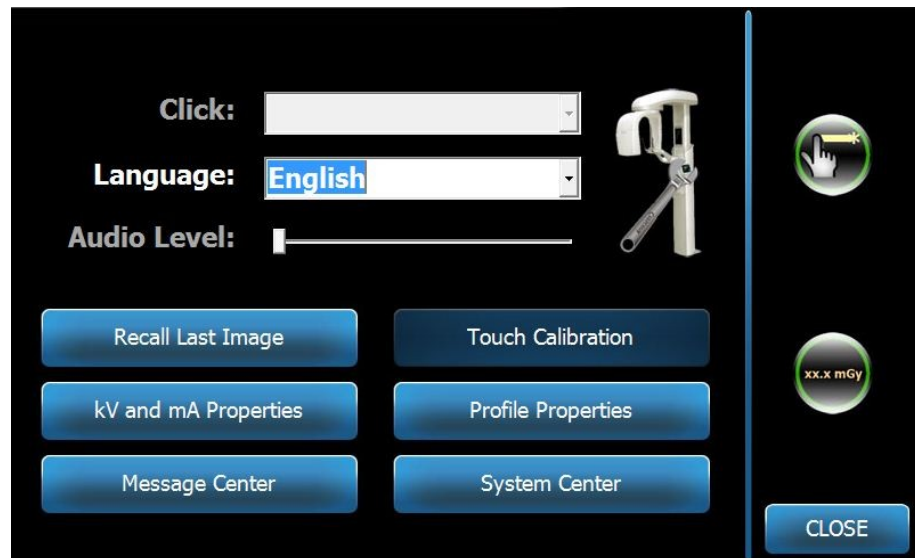 Click:
Language: English
Audio Level:
Recall Last Image
Touch Calibration
kV and mA Properties
Profile Properties
Message Center
System Center
xx.x mGy
CLOSE